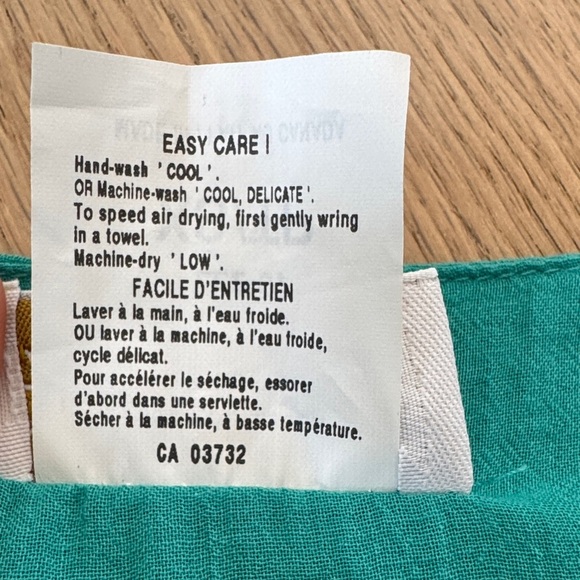 EASY CARE !
Hand-wash ' COOL ' .
OR Machine-wash ' COOL, DELICATE ' .
To speed air drying, first gently wring
in a towel.
Machine-dry ' LOW ' .
FACILE D'ENTRETIEN
Laver à la main, à l'eau froide.
OU laver à la machine, à l'eau froide,
cycle délicat.
Pour accélérer le séchage, essorer
d'abord dans une serviette.
Sécher à la machine, à basse température.
CA 03732